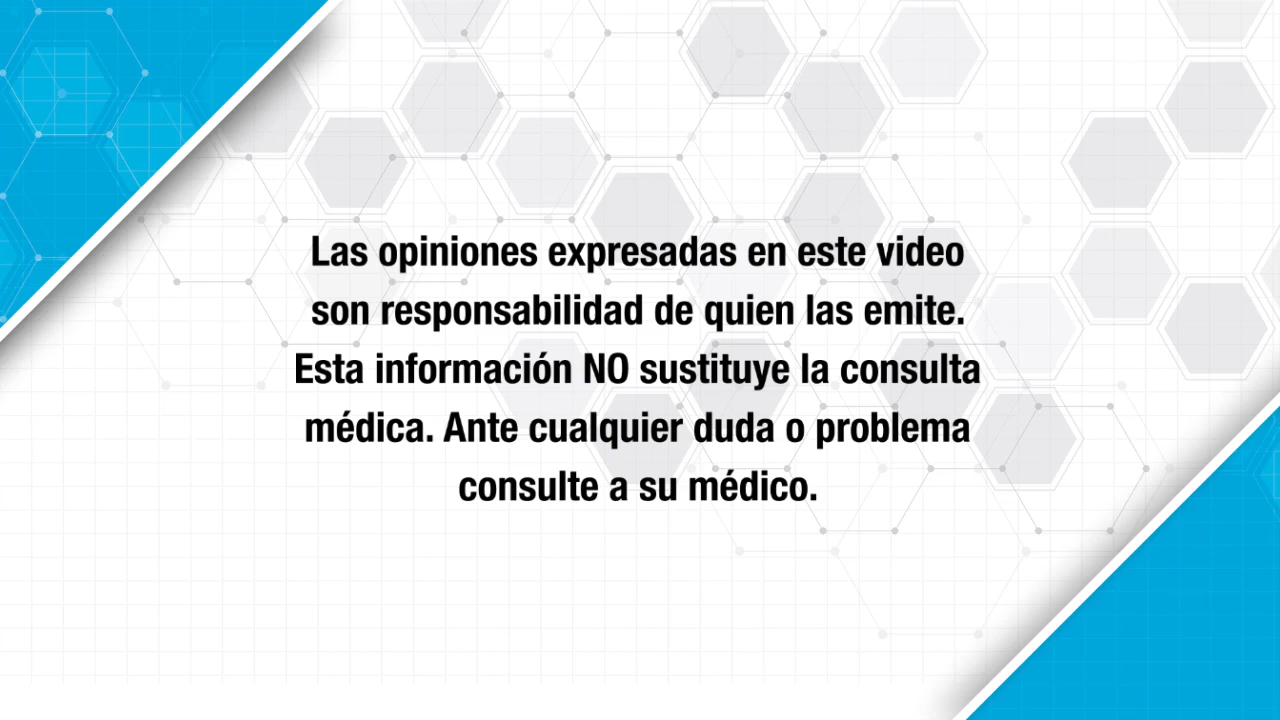 Las opiniones expresadas en este video
son responsabilidad de quien las emite.
Esta información NO sustituye la consulta
médica. Ante cualquier duda o problema
consulte a su médico.